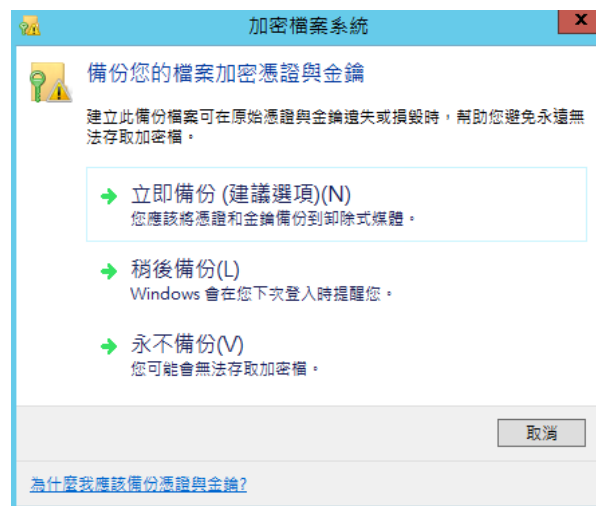 加密檔案系統
備份您的檔案加密憑證與金鑰
建立此備份檔案可在原始憑證與金鑰遺失或損毀時，幫助您避免永遠無
法存取加密檔。
立即備份 (建議選項)(N)
您應該將憑證和金鑰備份到卸除式媒體。
稍後備份(L)
Windows 會在您下次登入時提醒您。
永不備份(V)
您可能會無法存取加密檔。
取消
為什麼我應該備份憑證與金鑰?